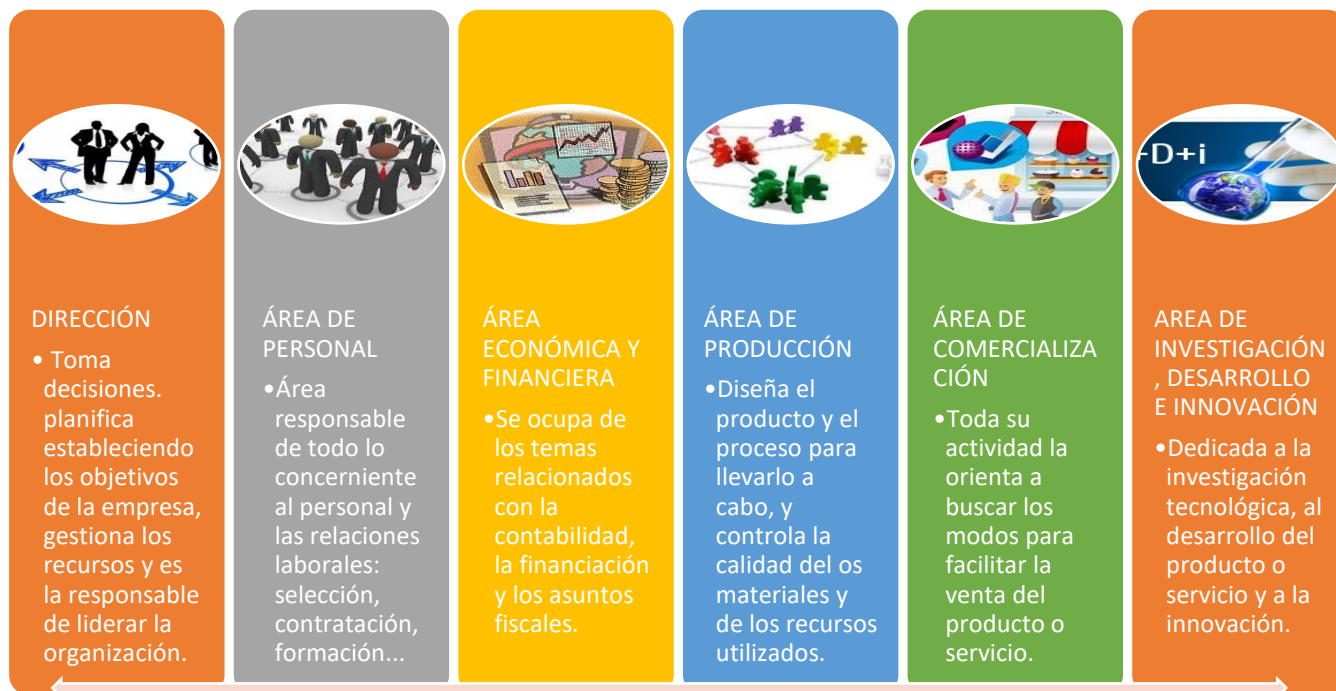 +D+i
DIRECCIÓN
• Toma
decisiones.
planifica
estableciendo
los objetivos
de la empresa,
gestiona los
recursos y es
la responsable
de liderar la
organización.
ÁREA DE
PERSONAL
•Área
responsable
de todo lo
concerniente
al personal y
las relaciones
laborales:
selección,
contratación,
formación...
ÁREA
ECONÓMICA Y
FINANCIERA
•Se ocupa de
los temas
relacionados
con la
contabilidad,
la financiación
y los asuntos
fiscales.
ÁREA DE
PRODUCCIÓN
•Diseña el
producto y el
proceso para
llevarlo a
cabo, y
controla la
calidad del os
materiales y
de los recursos
utilizados.
ÁREA DE
COMERCIALIZA
CIÓN
•Toda su
actividad la
orienta a
buscar los
modos para
facilitar la
venta del
producto o
servicio.
AREA DE
INVESTIGACIÓN
, DESARROLLO
E INNOVACIÓN
•Dedicada a la
investigación
tecnológica, al
desarrollo del
producto o
servicio y a la
innovación.